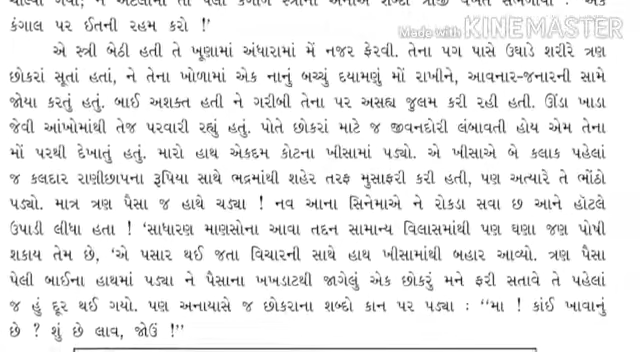 Made with KINEMASTER
કંગાલ પર ઈતની રહમ કરો !’
એ સ્ત્રી બેઠી હતી તે ખૂણામાં અંધારામાં મેં નજર ફેરવી. તેના પગ પાસે ઉઘાડે શરીરે ત્રણ
છોકરાં સૂતાં હતાં, ને તેના ખોળામાં એક નાનું બચ્ચું દયામણું મોં રાખીને, આવનાર-જનારની સામે
જોયા કરતું હતું. બાઈ અશક્ત હતી ને ગરીબી તેના પર અસહ્ય જુલમ કરી રહી હતી. ઊંડા ખાડા
જેવી આંખોમાંથી તેજ પરવારી રહ્યું હતું. પોતે છોકરાં માટે જ જીવનદોરી લંબાવતી હોય એમ તેના
મોં પરથી દેખાતું હતું. મારો હાથ એકદમ કોટના ખીસામાં પડ્યો. એ ખીસાએ બે કલાક પહેલાં
જ કલદાર રાણીછાપના રૂપિયા સાથે ભદ્રમાંથી શહેર તરફ મુસાફરી કરી હતી, પણ અત્યારે તે ભોંઠો
પડ્યો. માત્ર ત્રણ પૈસા જ હાથે ચડ્યા ! નવ આના સિનેમાએ ને રોકડા સવા છ આને હૉટલે
ઉપાડી લીધા હતા ! ‘સાધારણ માણસોના આવા તદન સામાન્ય વિલાસમાંથી પણ ઘણા જણ પોષી
શકાય તેમ છે, ‘એ પસાર થઈ જતા વિચારની સાથે હાથ ખીસામાંથી બહાર આવ્યો. ત્રણ પૈસા
પેલી બાઈના હાથમાં પડ્યા ને પૈસાના ખખડાટથી જાગેલું એક છોકરું મને ફરી સતાવે તે પહેલાં
જ હું દૂર થઈ ગયો. પણ અનાયાસે જ છોકરાના શબ્દો કાન પર પડ્યા : “મા ! કાંઈ ખાવાનું
છે ? શું છે લાવ, જોઉં !”